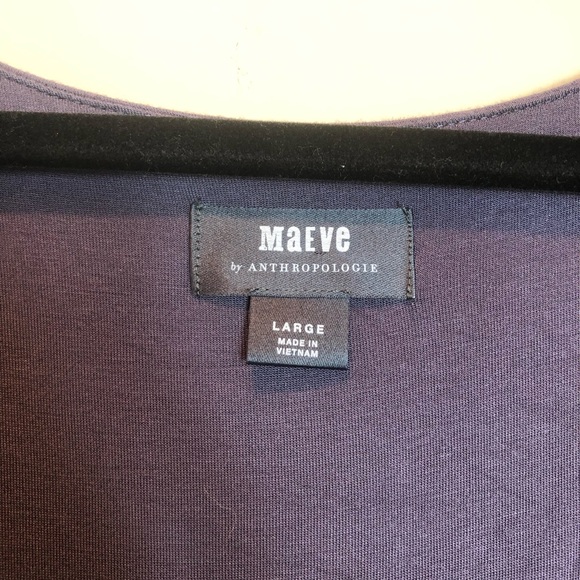 MaEVe
by ANTHROPOLOGIE
LARGE
MADE IN
VIETNAM